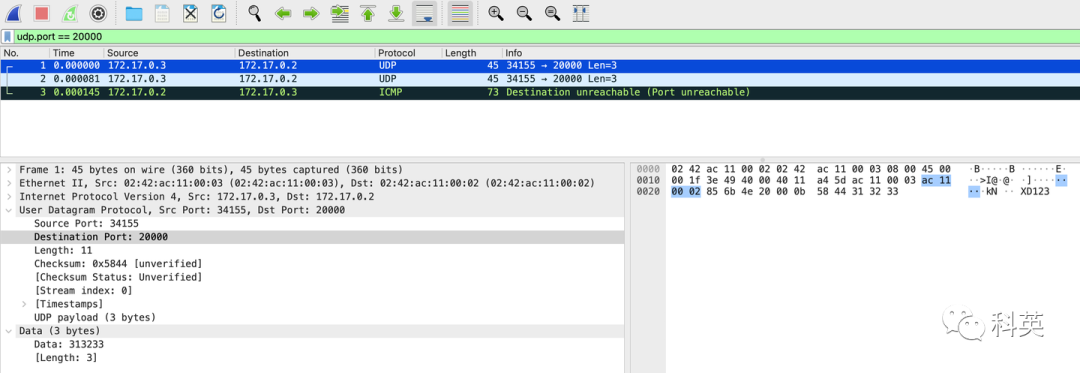 udp.port == 20000
No. Time Source Destination Protocol Length Info
1 0.000000 172.17.0.3 172.17.0.2 UDP 45 34155 → 20000 Len=3
2 0.000081 172.17.0.3 172.17.0.2 UDP 45 34155 → 20000 Len=3
3 0.000145 172.17.0.2 172.17.0.3 ICMP 73 Destination unreachable (Port unreachable)
Frame 1: 45 bytes on wire (360 bits), 45 bytes captured (360 bits)
Ethernet II, Src: 02:42:ac:11:00:03 (02:42:ac:11:00:03), Dst: 02:42:ac:11:00:02 (02:42:ac:11:00:02)
Internet Protocol Version 4, Src: 172.17.0.3, Dst: 172.17.0.2
User Datagram Protocol, Src Port: 34155, Dst Port: 20000
Source Port: 34155
Destination Port: 20000
Length: 11
Checksum: 0x5844 [unverified]
[Checksum Status: Unverified]
[Stream index: 0]
[Timestamps]
UDP payload (3 bytes)
Data (3 bytes)
Data: 313233
[Length: 3]
0000 02 42 ac 11 00 02 02 42 ac 11 00 03 08 00 45 00 ·B·····B ······E·
0010 00 1f 3e 49 40 00 40 11 a4 5d ac 11 00 03 ac 11 ··>I@·@· ·]······
0020 00 02 85 6b 4e 20 00 0b 58 44 31 32 33 ···kN ·· XD123
科英